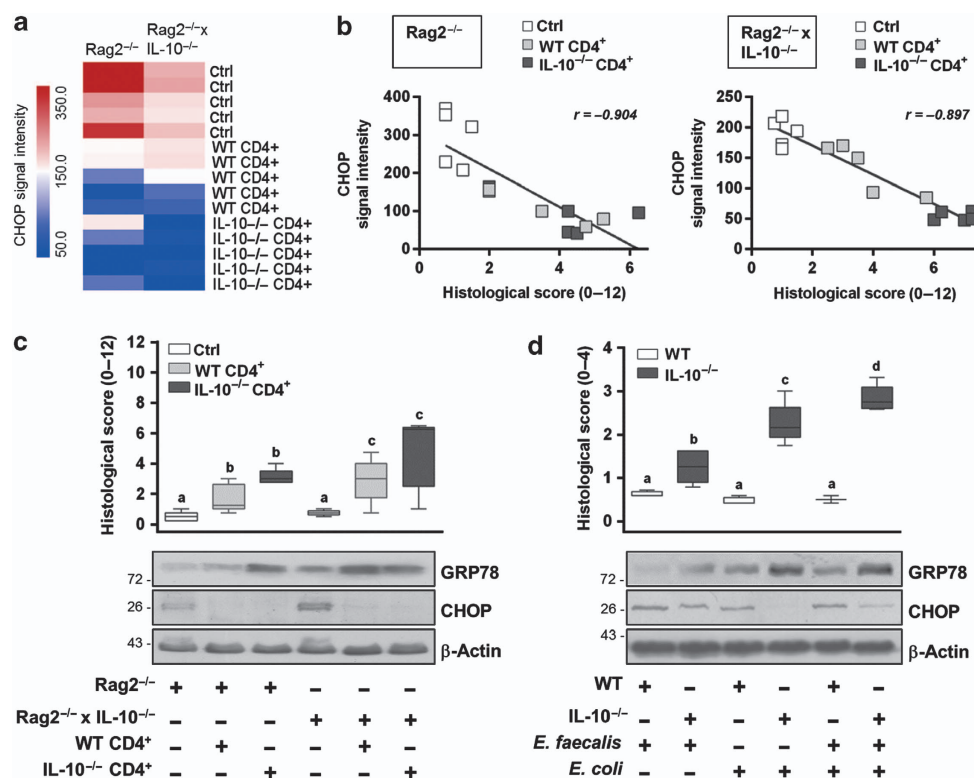 a
Rag2⁻/⁻
Rag2⁻/⁻x
IL-10⁻/⁻
CHOP signal intensity
350.0
150.0
50.0
Ctrl
Ctrl
Ctrl
Ctrl
Ctrl
WT CD4+
WT CD4+
WT CD4+
WT CD4+
WT CD4+
IL-10–/– CD4+
IL-10–/– CD4+
IL-10–/– CD4+
IL-10–/– CD4+
IL-10–/– CD4+
b
Rag2⁻/⁻
Ctrl
WT CD4⁺
IL-10⁻/⁻ CD4⁺
r = –0.904
CHOP
signal intensity
400
300
200
100
0
0 2 4 6
Histological score (0–12)
Rag2⁻/⁻ x
IL-10⁻/⁻
Ctrl
WT CD4⁺
IL-10⁻/⁻ CD4⁺
r = –0.897
CHOP
signal intensity
250
200
150
100
50
0
0 2 4 6
Histological score (0–12)
c
Histological score (0–12)
12
10
8
6
4
2
0
Ctrl
WT CD4⁺
IL-10⁻/⁻ CD4⁺
a b b a c c
72 - GRP78
26 - CHOP
43 - β-Actin
Rag2⁻/⁻ + + + – – –
Rag2⁻/⁻ x IL-10⁻/⁻ – – – + + +
WT CD4⁺ – + – – + –
IL-10⁻/⁻ CD4⁺ – – + – – +
d
Histological score (0–4)
4
3
2
1
0
WT
IL-10⁻/⁻
a b a c a d
72 - GRP78
26 - CHOP
43 - β-Actin
WT + – + – + –
IL-10⁻/⁻ – + – + – +
E. faecalis + + – – + +
E. coli – – + + + +